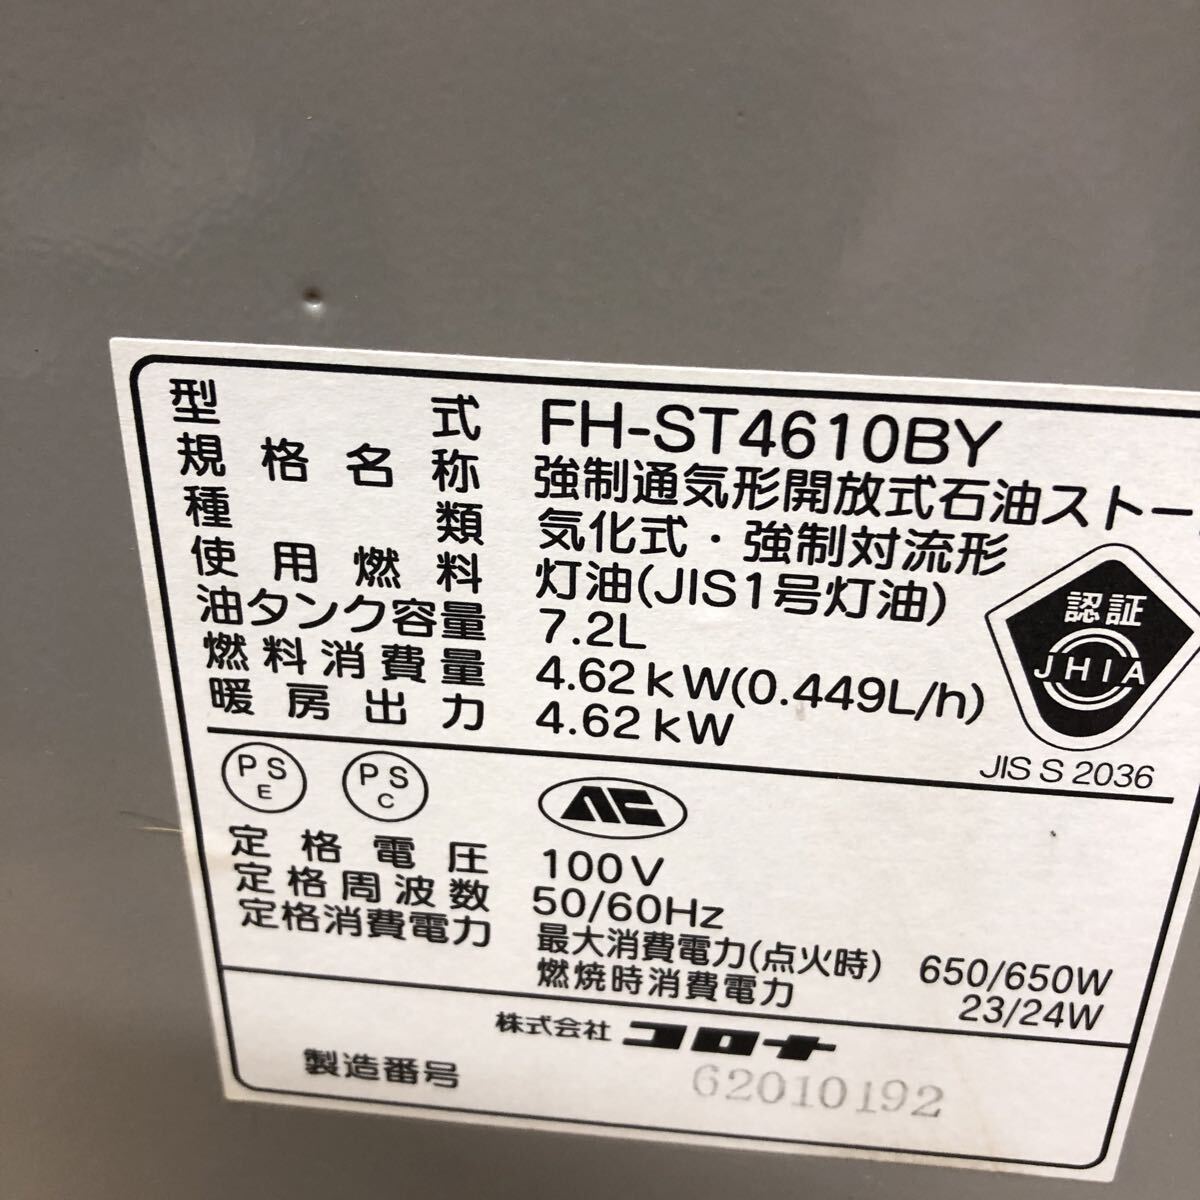 型式 FH-ST4610BY
規格名称 強制通気形開放式石油ストー
種類 気化式・強制対流形
使用燃料 灯油(JIS1号灯油)
油タンク容量 7.2L
燃料消費量 4.62kW(0.449L/h)
暖房出力 4.62kW
認証
JHIA
JIS S 2036
PS
E
PS
C
定格電圧 100V
定格周波数 50/60Hz
定格消費電力 最大消費電力(点火時) 650/650W
燃焼時消費電力 23/24W
株式会社 コロナ
製造番号 62010192